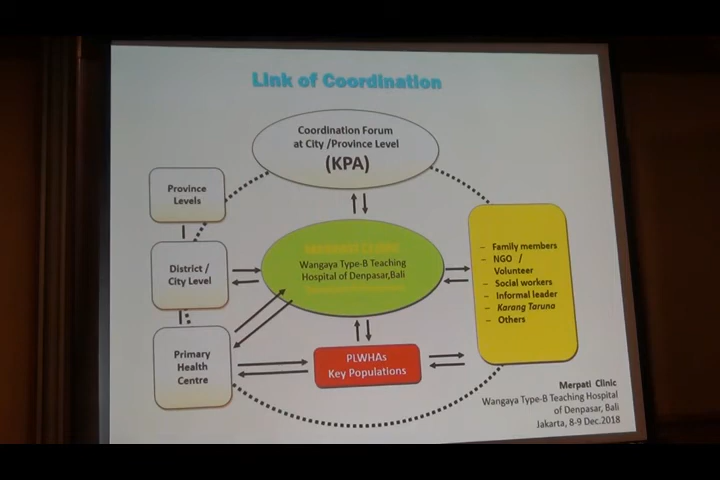 Link of Coordination
Coordination Forum
at City /Province Level
(KPA)
Province
Levels
District /
City Level
Primary
Health
Centre
Wangaya Type-B Teaching
Hospital of Denpasar,Bali
PLWHAs
Key Populations
– Family members
– NGO /
Volunteer
– Social workers
– Informal leader
– Karang Taruna
– Others
Merpati Clinic
Wangaya Type-B Teaching Hospital
of Denpasar, Bali
Jakarta, 8-9 Dec.2018